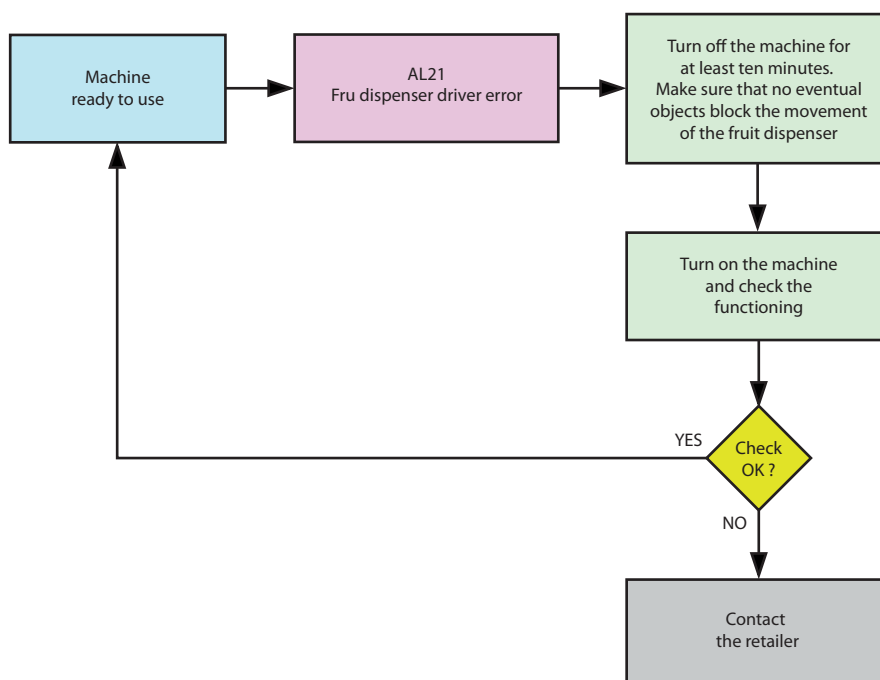 Machine
ready to use
AL21
Fru dispenser driver error
Turn off the machine for
at least ten minutes.
Make sure that no eventual
objects block the movement
of the fruit dispenser
Turn on the machine
and check the
functioning
YES
Check
OK ?
NO
Contact
the retailer